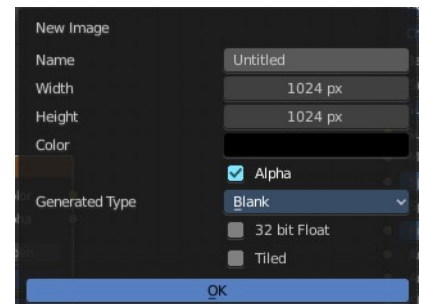 New Image
Name Untitled
Width 1024 px
Height 1024 px
Color
Alpha
Generated Type Blank
32 bit Float
Tiled
OK